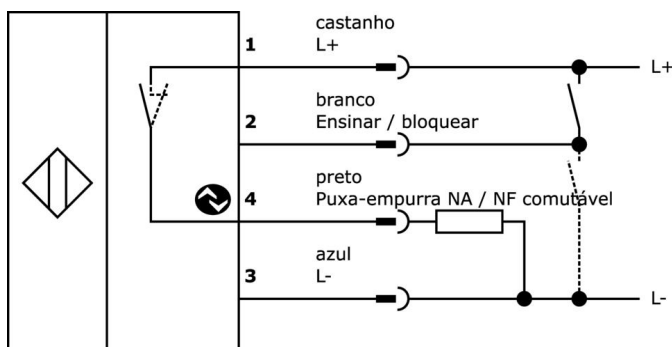 castanho
1
L+
L+
branco
2
Ensinar / bloquear
preto
4
Puxa-empurra NA / NF comutável
azul
3
L-
L-